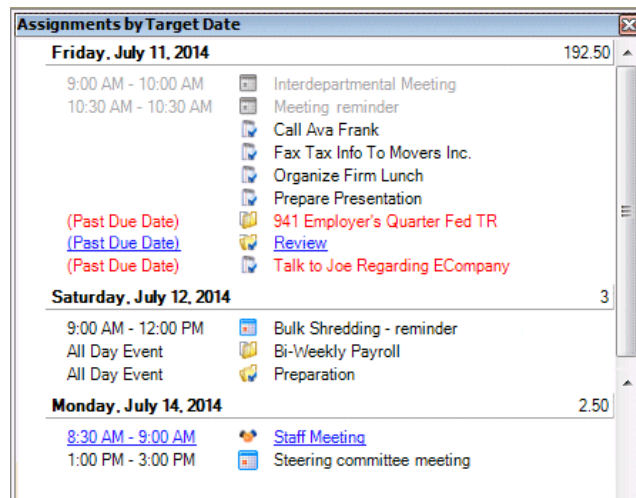 Assignments by Target Date
Friday, July 11, 2014 192.50
9:00 AM - 10:00 AM Interdepartmental Meeting
10:30 AM - 10:30 AM Meeting reminder
Call Ava Frank
Fax Tax Info To Movers Inc.
Organize Firm Lunch
Prepare Presentation
(Past Due Date) 941 Employer's Quarter Fed TR
(Past Due Date) Review
(Past Due Date) Talk to Joe Regarding ECompany
Saturday, July 12, 2014 3
9:00 AM - 12:00 PM Bulk Shredding - reminder
All Day Event Bi-Weekly Payroll
All Day Event Preparation
Monday, July 14, 2014 2.50
8:30 AM - 9:00 AM Staff Meeting
1:00 PM - 3:00 PM Steering committee meeting